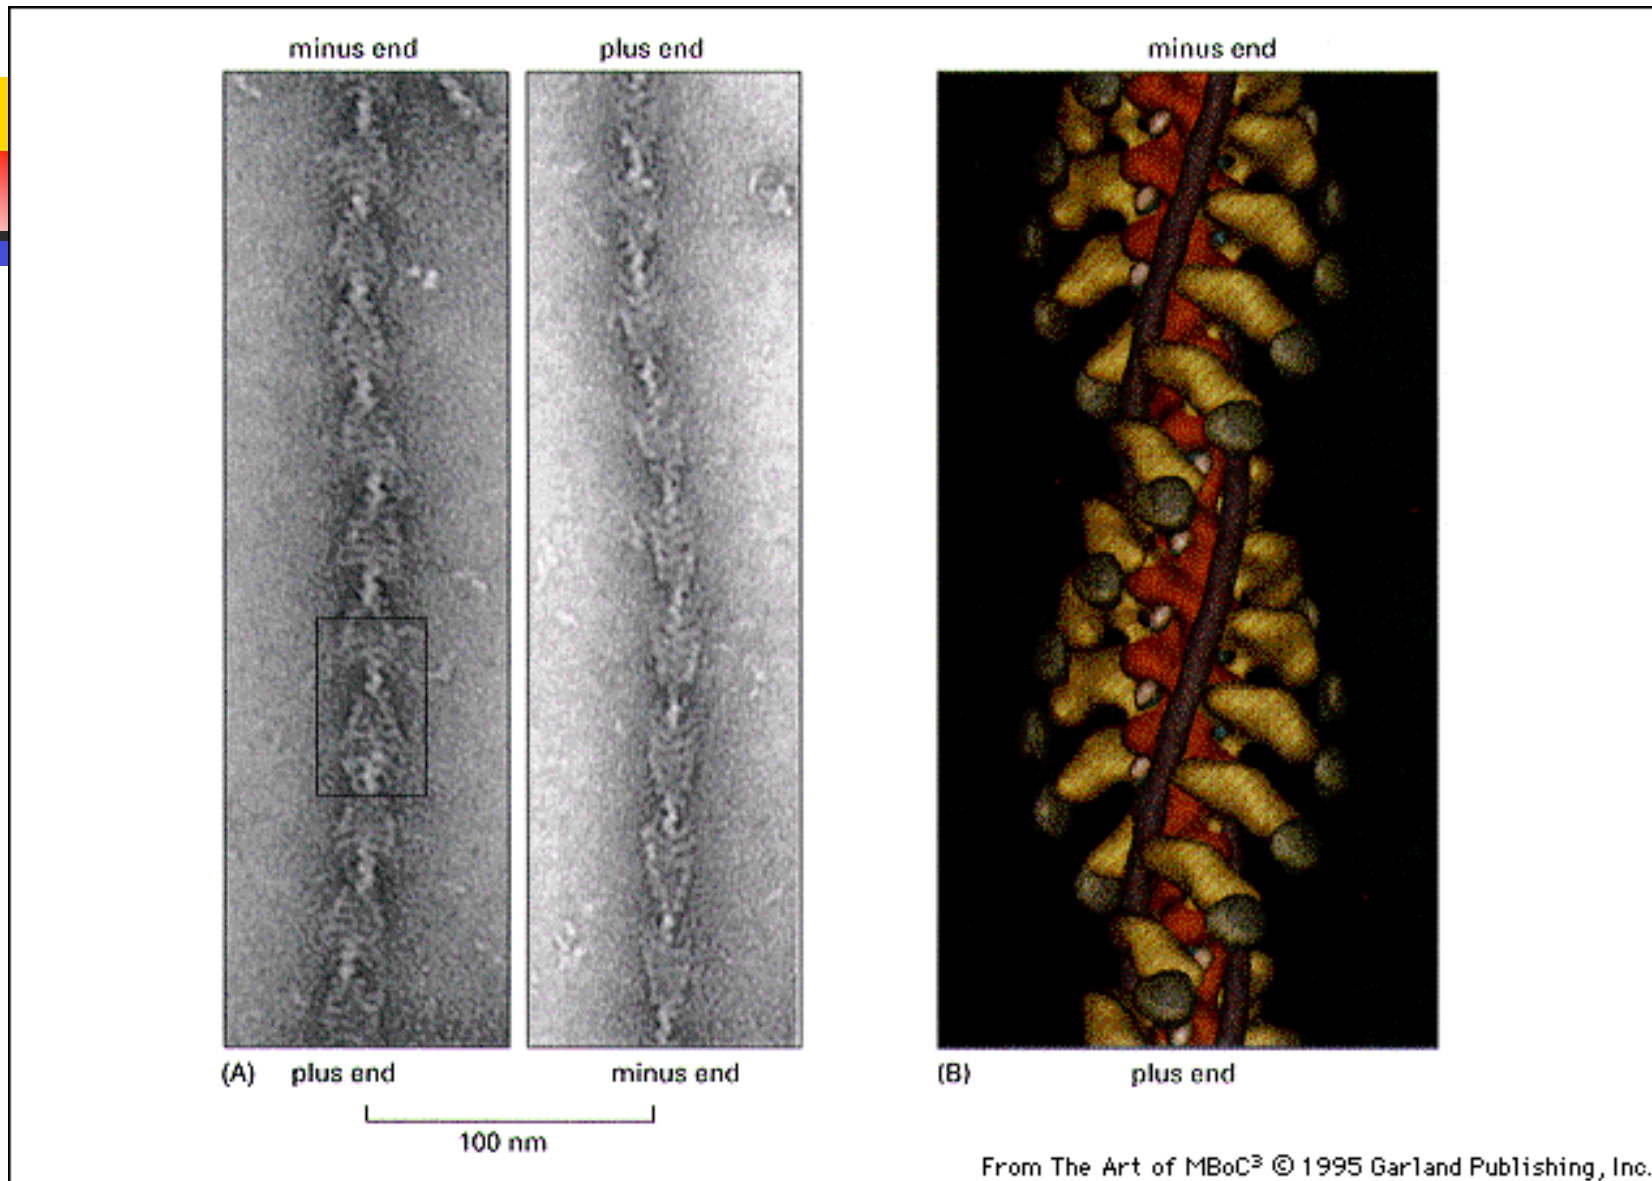 minus end
plus end
minus end
(A) plus end
minus end
(B) plus end
100 nm
From The Art of MBoC³ © 1995 Garland Publishing, Inc.